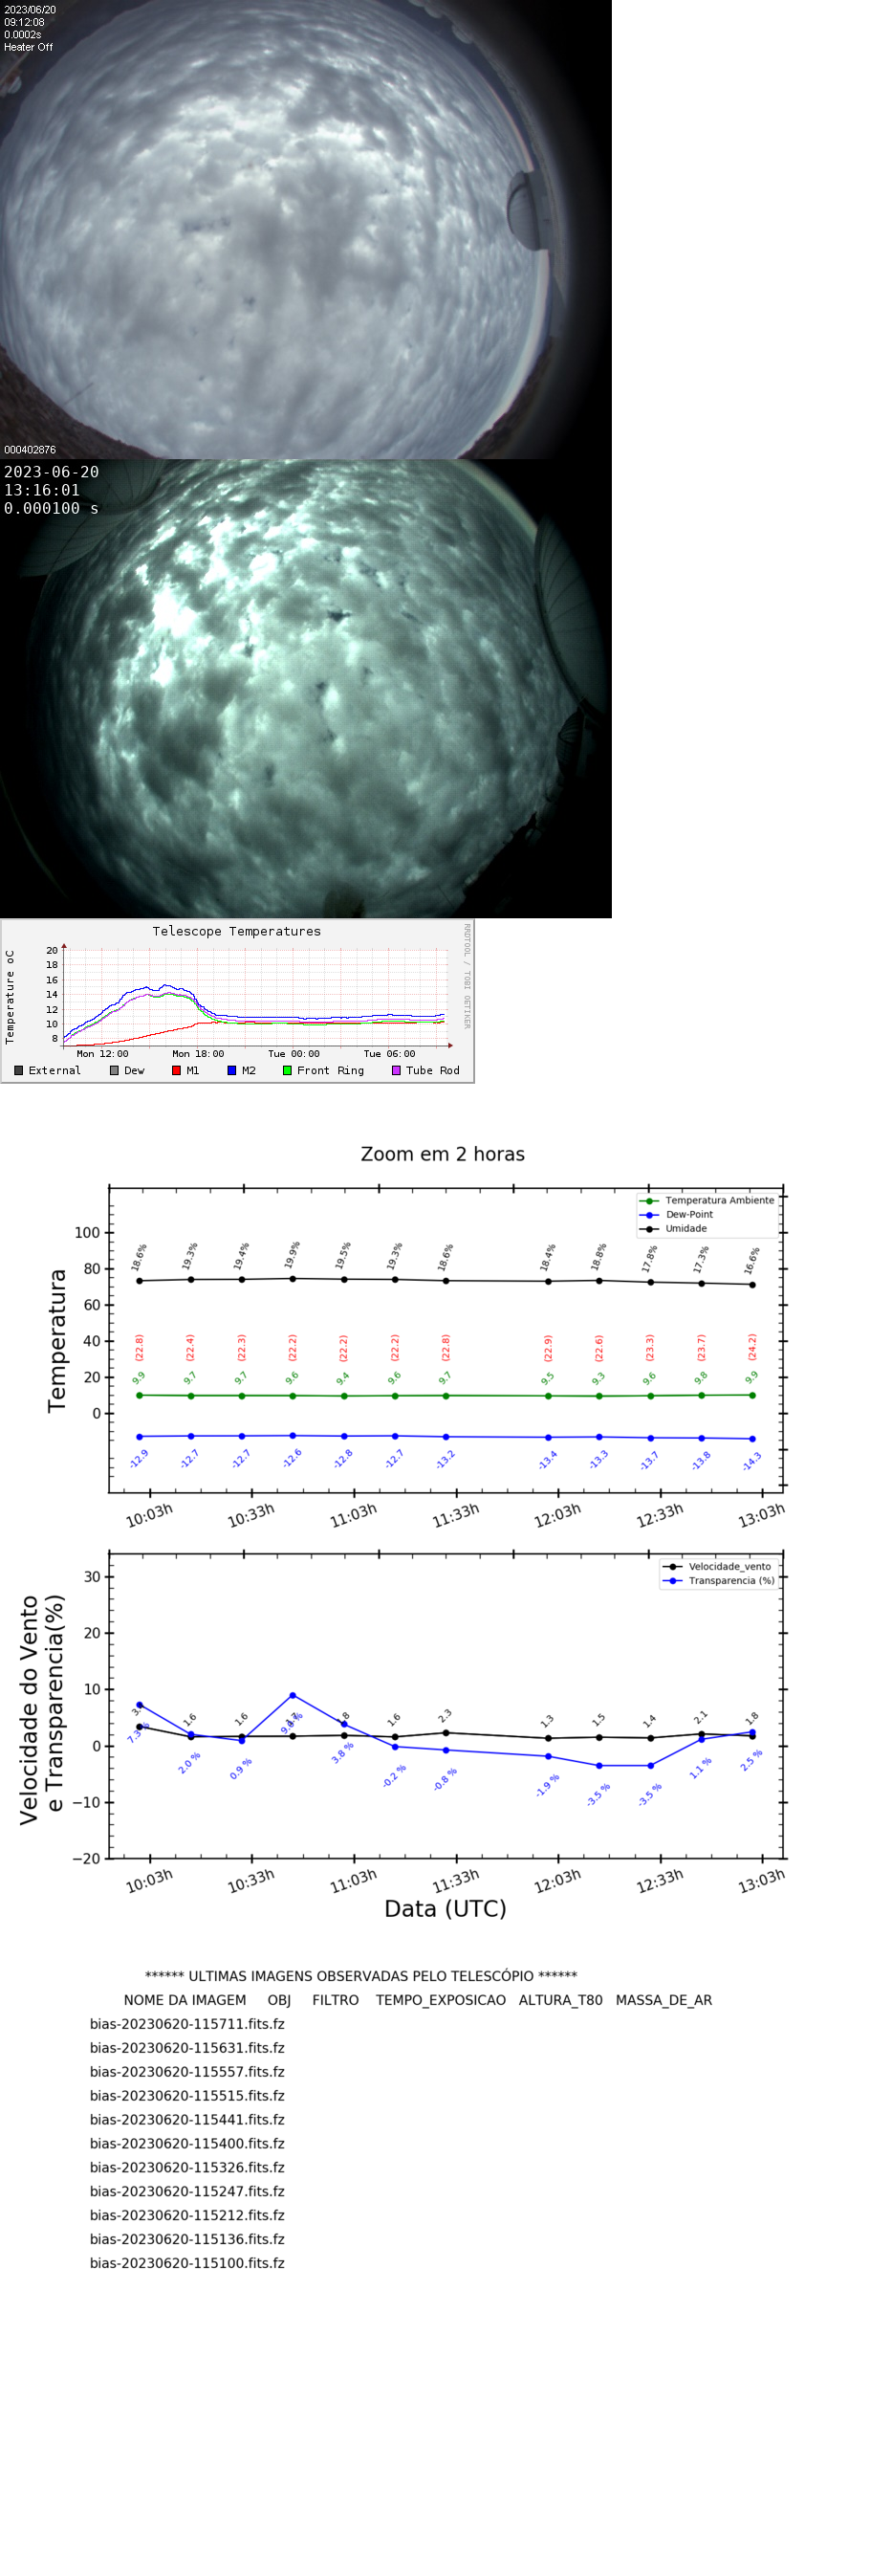 2023/06/20
09:12:08
0.0002s
Heater Off
000402876
2023-06-20
13:16:01
0.000100 s
Telescope Temperatures
RRDTOOL / TOBI OETIKER
Temperature oC
20
18
16
14
12
10
8
Mon 12:00 Mon 18:00 Tue 00:00 Tue 06:00
External Dew M1 M2 Front Ring Tube Rod
Zoom em 2 horas
Temperatura Ambiente
Dew-Point
Umidade
Temperatura
100
80
60
40
20
0
18.6% 19.3% 19.4% 19.9% 19.5% 19.3% 18.6% 18.4% 18.8% 17.8% 17.3% 16.6%
(22.8) (22.4) (22.3) (22.2) (22.2) (22.2) (22.8) (22.9) (22.6) (23.3) (23.7) (24.2)
9.9 9.7 9.7 9.6 9.4 9.6 9.7 9.5 9.3 9.6 9.8 9.9
-12.9 -12.7 -12.7 -12.6 -12.8 -12.7 -13.2 -13.4 -13.3 -13.7 -13.8 -14.3
10:03h 10:33h 11:03h 11:33h 12:03h 12:33h 13:03h
Velocidade_vento
Transparencia (%)
Velocidade do Vento
e Transparencia(%)
30
20
10
0
−10
−20
1.6 1.6 1.6 2.3 1.3 1.5 1.4 2.1 1.8
2.0 % 0.9 % 3.8 % -0.2 % -0.8 % -1.9 % -3.5 % -3.5 % 1.1 % 2.5 %
10:03h 10:33h 11:03h 11:33h 12:03h 12:33h 13:03h
Data (UTC)
****** ULTIMAS IMAGENS OBSERVADAS PELO TELESCÓPIO ******
NOME DA IMAGEM OBJ FILTRO TEMPO_EXPOSICAO ALTURA_T80 MASSA_DE_AR
bias-20230620-115711.fits.fz
bias-20230620-115631.fits.fz
bias-20230620-115557.fits.fz
bias-20230620-115515.fits.fz
bias-20230620-115441.fits.fz
bias-20230620-115400.fits.fz
bias-20230620-115326.fits.fz
bias-20230620-115247.fits.fz
bias-20230620-115212.fits.fz
bias-20230620-115136.fits.fz
bias-20230620-115100.fits.fz